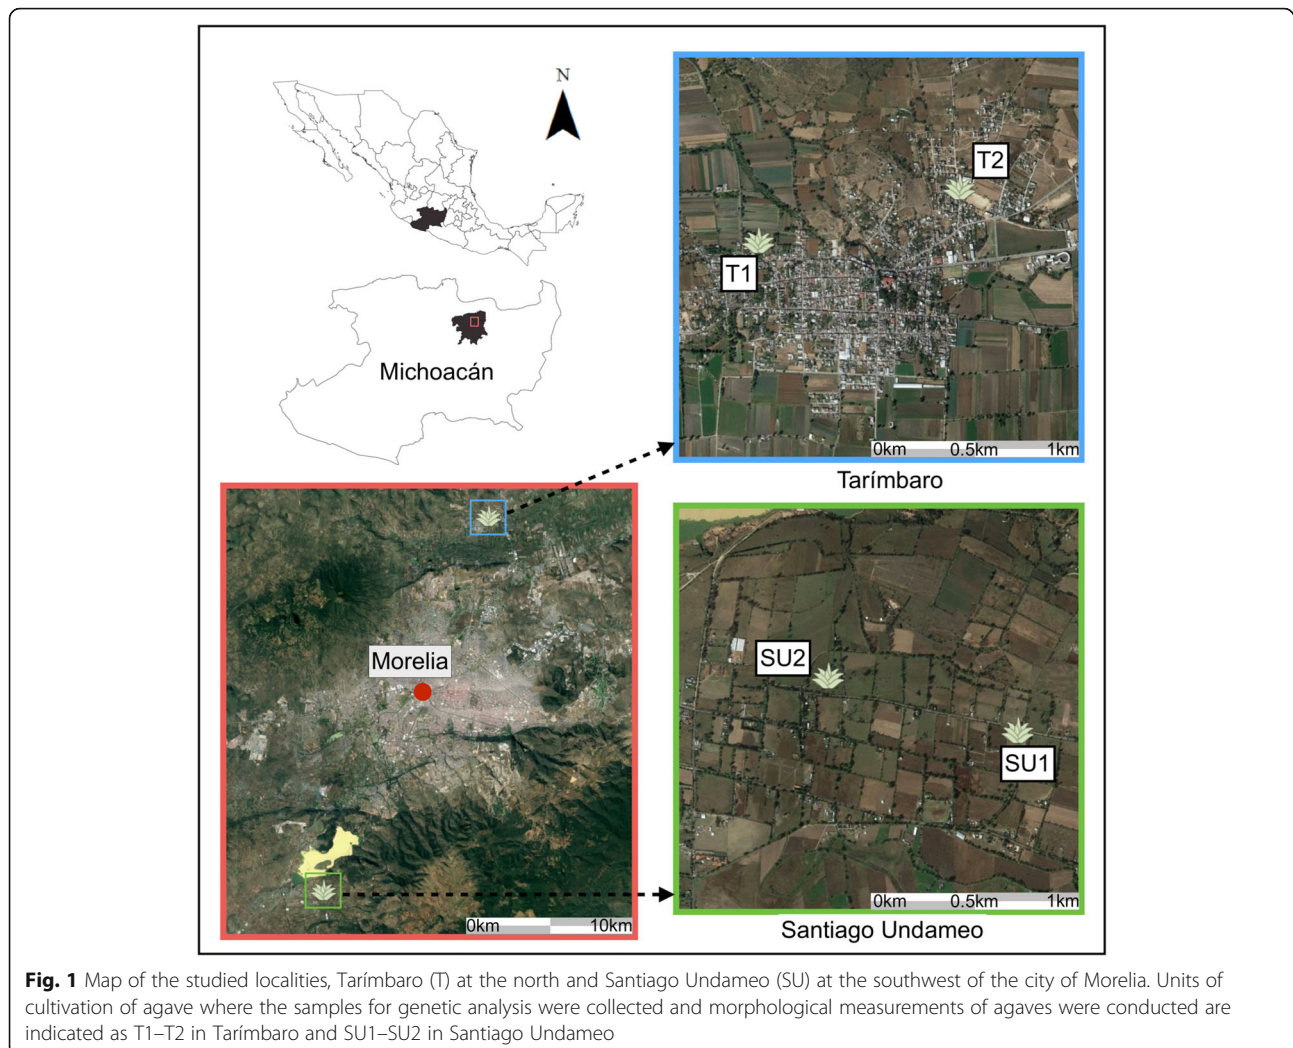 N
Michoacán
T2
T1
0km 0.5km 1km
Tarímbaro
Morelia
0km 10km
SU2
SU1
0km 0.5km 1km
Santiago Undameo
Fig. 1 Map of the studied localities, Tarímbaro (T) at the north and Santiago Undameo (SU) at the southwest of the city of Morelia. Units of
cultivation of agave where the samples for genetic analysis were collected and morphological measurements of agaves were conducted are
indicated as T1–T2 in Tarímbaro and SU1–SU2 in Santiago Undameo